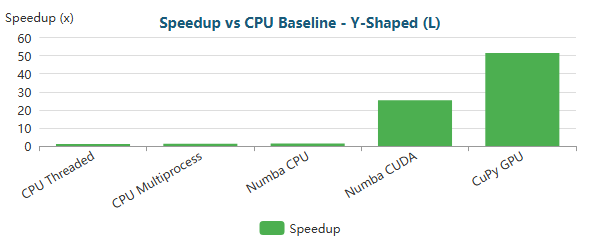 Speedup (x)
Speedup vs CPU Baseline - Y-Shaped (L)
60
50
40
30
20
10
0
CPU Threaded
CPU Multiprocess
Numba CPU
Numba CUDA
CuPy GPU
Speedup